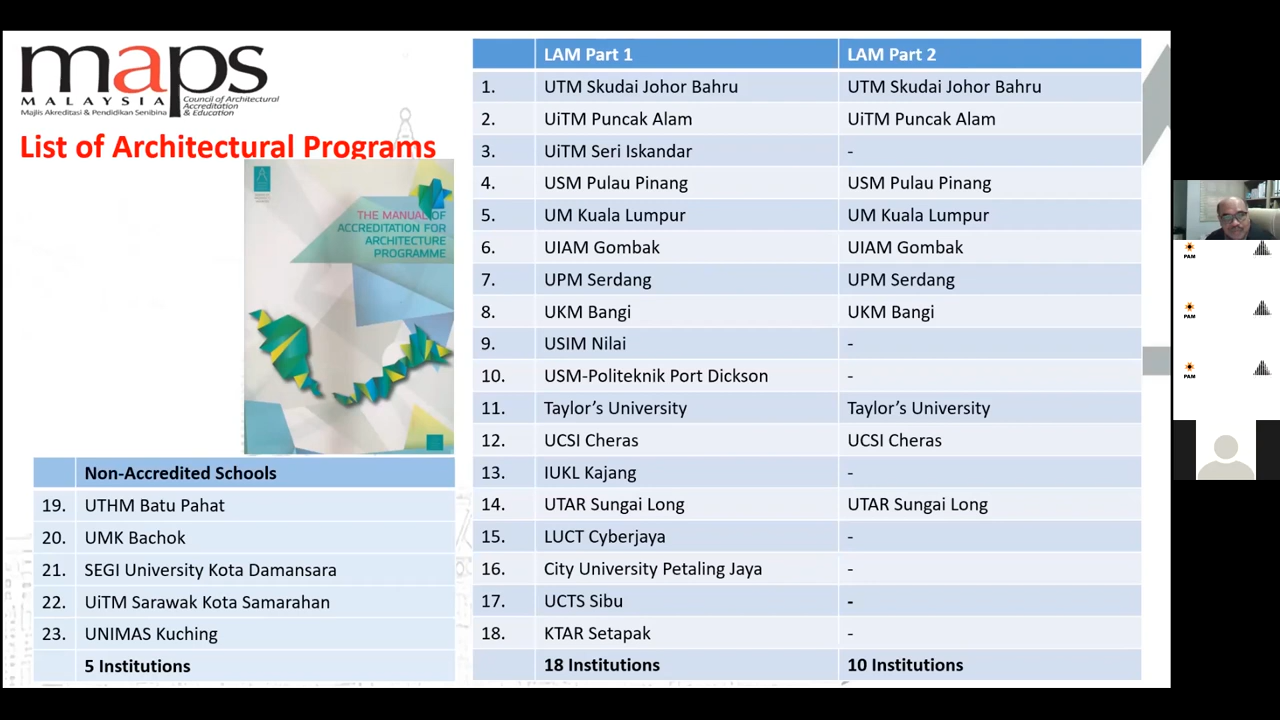 maps
MALAYSIA
Council of Architectural
Accreditation
& Education
Majlis Akreditasi & Pendidikan Senibina
List of Architectural Programs
THE MANUAL OF
ACCREDITATION FOR
ARCHITECTURE
PROGRAMME
Non-Accredited Schools
19. UTHM Batu Pahat
20. UMK Bachok
21. SEGI University Kota Damansara
22. UiTM Sarawak Kota Samarahan
23. UNIMAS Kuching
5 Institutions
LAM Part 1 LAM Part 2
1. UTM Skudai Johor Bahru UTM Skudai Johor Bahru
2. UiTM Puncak Alam UiTM Puncak Alam
3. UiTM Seri Iskandar -
4. USM Pulau Pinang USM Pulau Pinang
5. UM Kuala Lumpur UM Kuala Lumpur
6. UIAM Gombak UIAM Gombak
7. UPM Serdang UPM Serdang
8. UKM Bangi UKM Bangi
9. USIM Nilai -
10. USM-Politeknik Port Dickson -
11. Taylor’s University Taylor’s University
12. UCSI Cheras UCSI Cheras
13. IUKL Kajang -
14. UTAR Sungai Long UTAR Sungai Long
15. LUCT Cyberjaya -
16. City University Petaling Jaya -
17. UCTS Sibu -
18. KTAR Setapak -
18 Institutions 10 Institutions
PAM
PAM
PAM